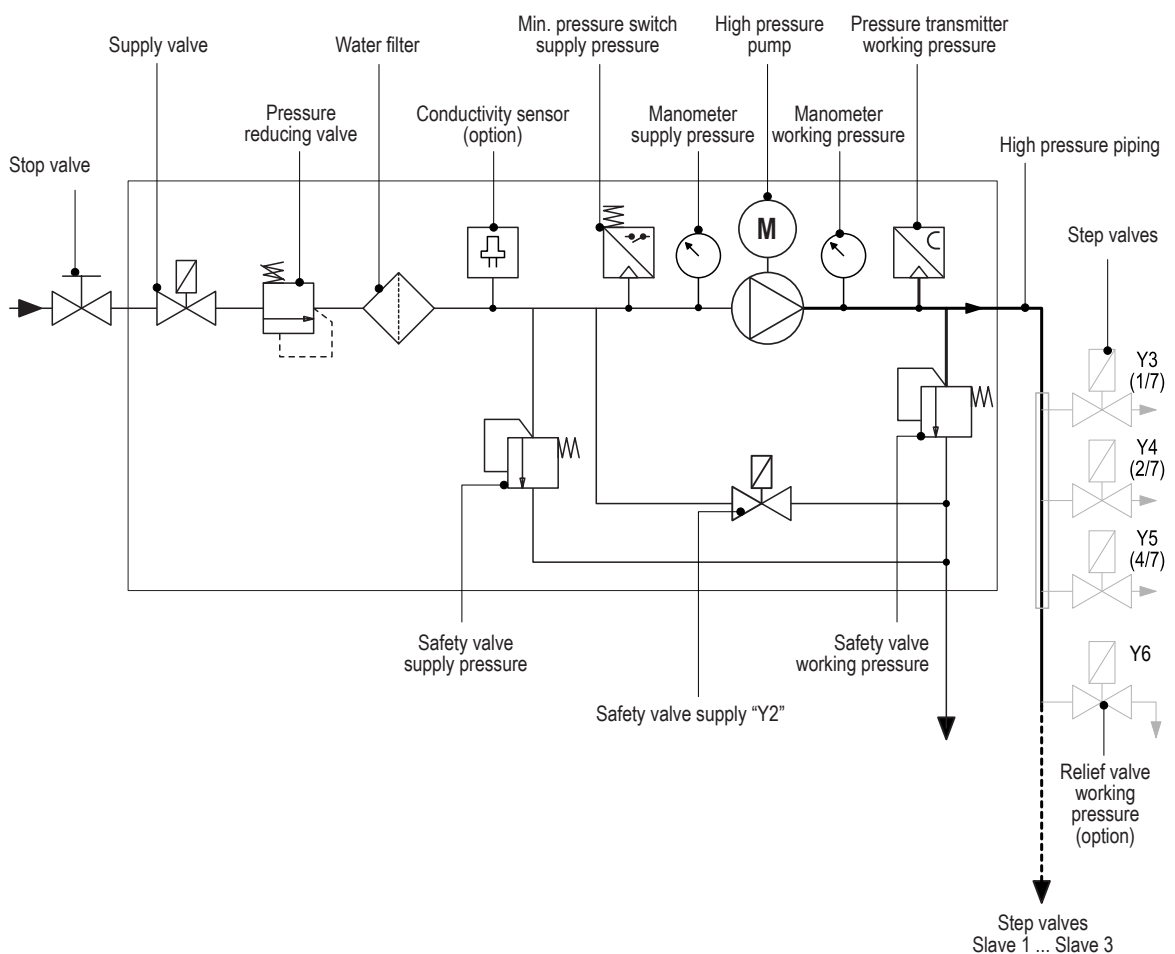 Min. pressure switch
supply pressure
High pressure
pump
Pressure transmitter
working pressure
Supply valve
Water filter
Pressure
reducing valve
Conductivity sensor
(option)
Manometer
supply pressure
Manometer
working pressure
High pressure piping
Stop valve
M
Step valves
Y3
(1/7)
Y4
(2/7)
Y5
(4/7)
Safety valve
supply pressure
Safety valve
working pressure
Y6
Safety valve supply “Y2”
Relief valve
working
pressure
(option)
Step valves
Slave 1 ... Slave 3